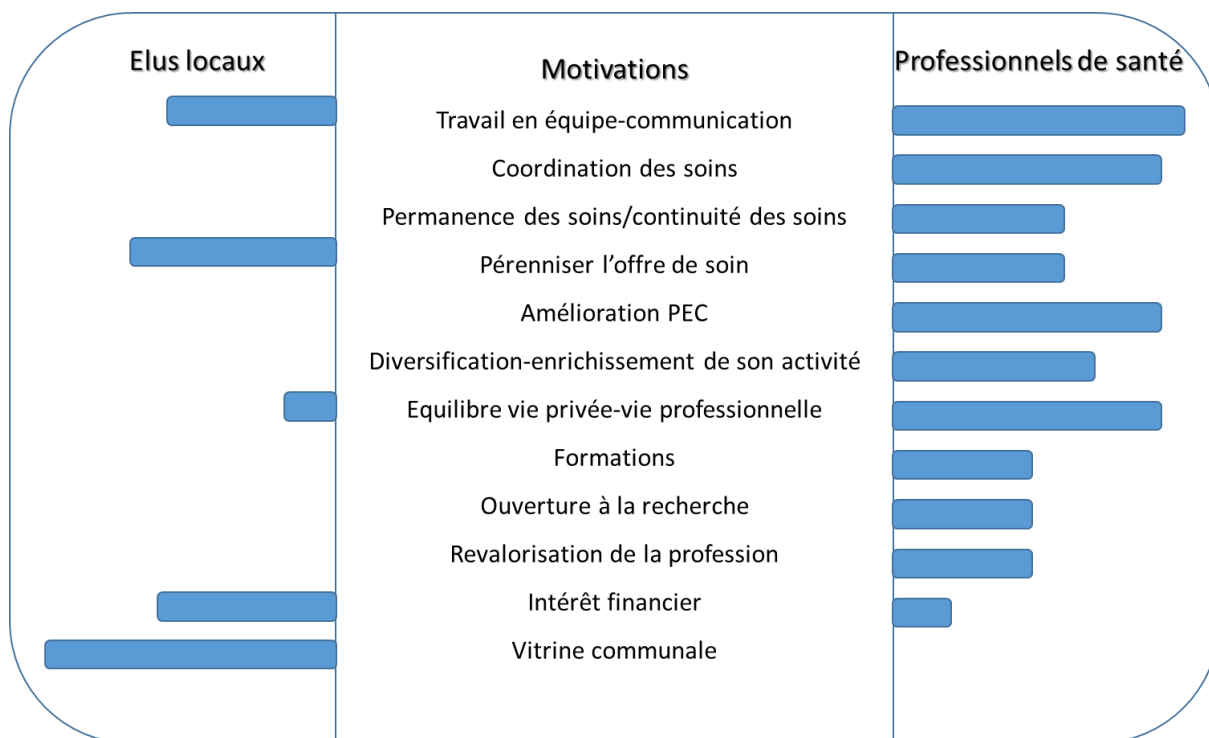 Elus locaux
Motivations
Professionnels de santé
Travail en équipe-communication
Coordination des soins
Permanence des soins/continuité des soins
Pérenniser l’offre de soin
Amélioration PEC
Diversification-enrichissement de son activité
Equilibre vie privée-vie professionnelle
Formations
Ouverture à la recherche
Revalorisation de la profession
Intérêt financier
Vitrine communale